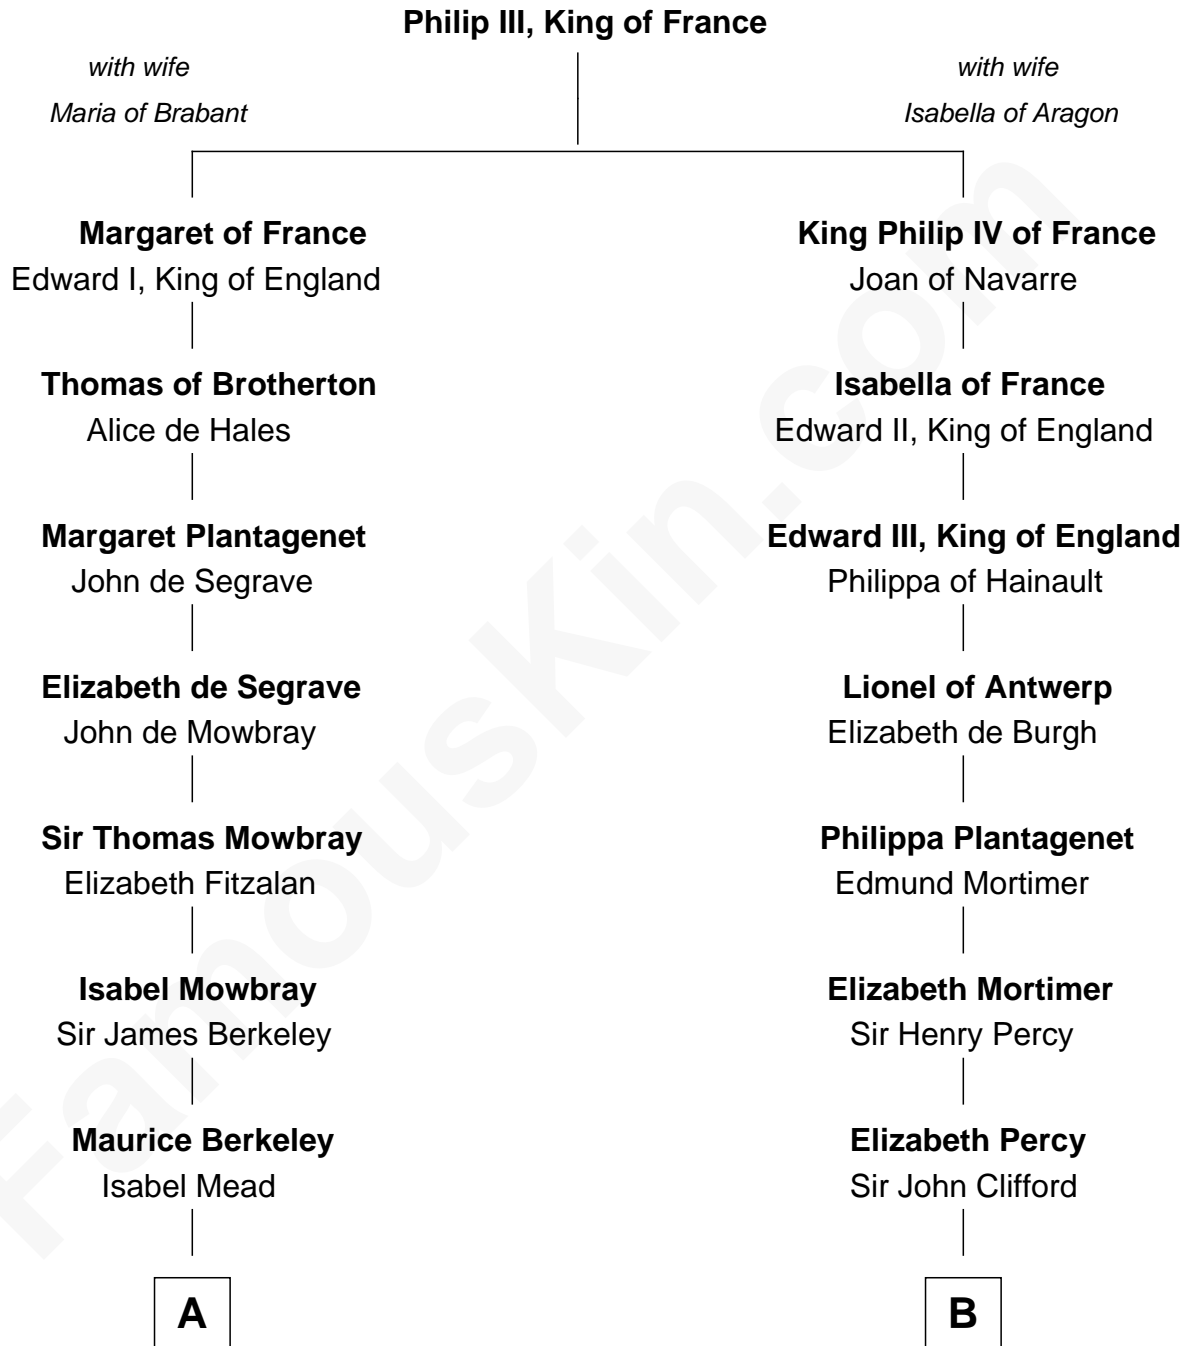 Philip III, King of France
with wife
Maria of Brabant
with wife
Isabella of Aragon
Margaret of France
Edward I, King of England
King Philip IV of France
Joan of Navarre
Thomas of Brotherton
Alice de Hales
Isabella of France
Edward II, King of England
Margaret Plantagenet
John de Segrave
Edward III, King of England
Philippa of Hainault
Elizabeth de Segrave
John de Mowbray
Lionel of Antwerp
Elizabeth de Burgh
Sir Thomas Mowbray
Elizabeth Fitzalan
Philippa Plantagenet
Edmund Mortimer
Isabel Mowbray
Sir James Berkeley
Elizabeth Mortimer
Sir Henry Percy
Maurice Berkeley
Isabel Mead
Elizabeth Percy
Sir John Clifford
A
B
FamousKin.com